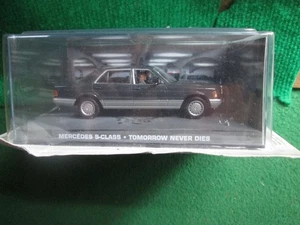 MERCEDES S-CLASS • TOMORROW NEVER DIES